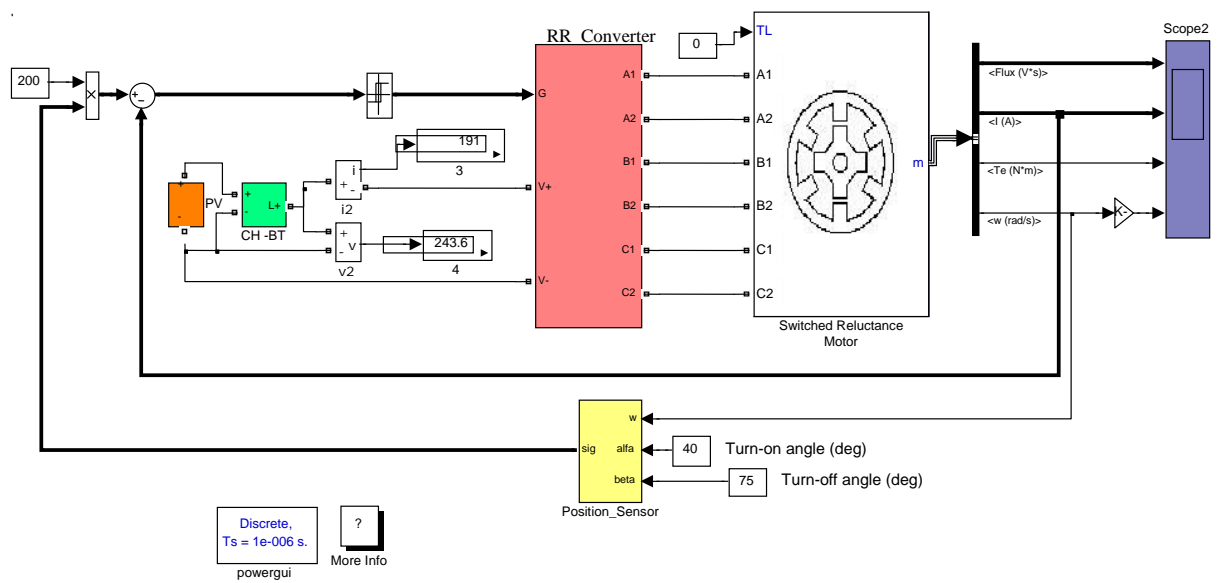 RR_Converter
Scope2
TL
0
200
×
+
-
G
A1
A2
B1
B2
C1
C2
V+
V-
A1
A2
B1
B2
C1
C2
m
Switched Reluctance
Motor
<Flux (V*s)>
<I (A)>
<Te (N*m)>
<w (rad/s)>
K-
191
3
i
+ -
i2
243.6
4
+
v
-
v2
+
-
PV
+
-
L+
CH -BT
w
sig
alfa
beta
Position_Sensor
40
Turn-on angle (deg)
75
Turn-off angle (deg)
Discrete,
Ts = 1e-006 s.
powergui
?
More Info